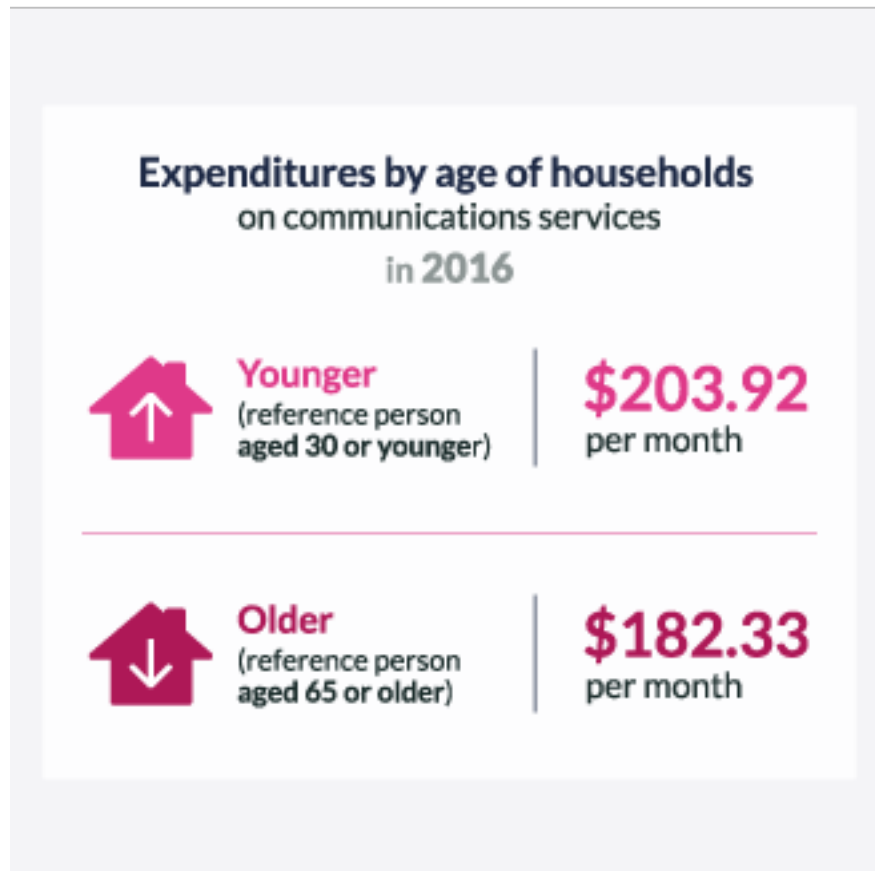 Expenditures by age of households
on communications services
in 2016
Younger
(reference person
aged 30 or younger)
$203.92
per month
Older
(reference person
aged 65 or older)
$182.33
per month